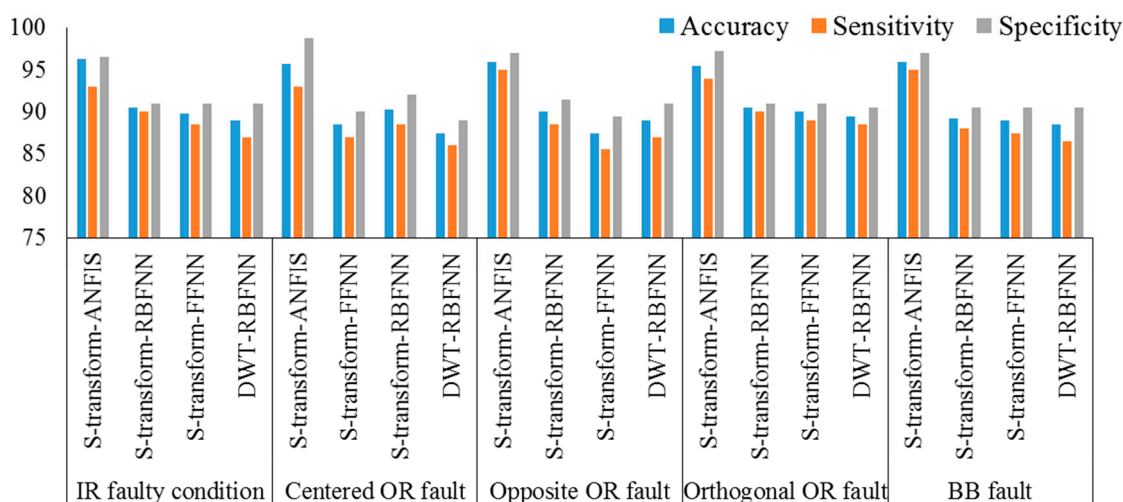 100
95
90
85
80
75
Accuracy Sensitivity Specificity
S-transform-ANFIS
S-transform-RBFNN
S-transform-FFNN
DWT-RBFNN
S-transform-ANFIS
S-transform-FFNN
S-transform-RBFNN
DWT-RBFNN
S-transform-ANFIS
S-transform-RBFNN
S-transform-FFNN
DWT-RBFNN
S-transform-ANFIS
S-transform-RBFNN
S-transform-FFNN
DWT-RBFNN
S-transform-ANFIS
S-transform-RBFNN
S-transform-FFNN
DWT-RBFNN
IR faulty condition
Centered OR fault
Opposite OR fault
Orthogonal OR fault
BB fault